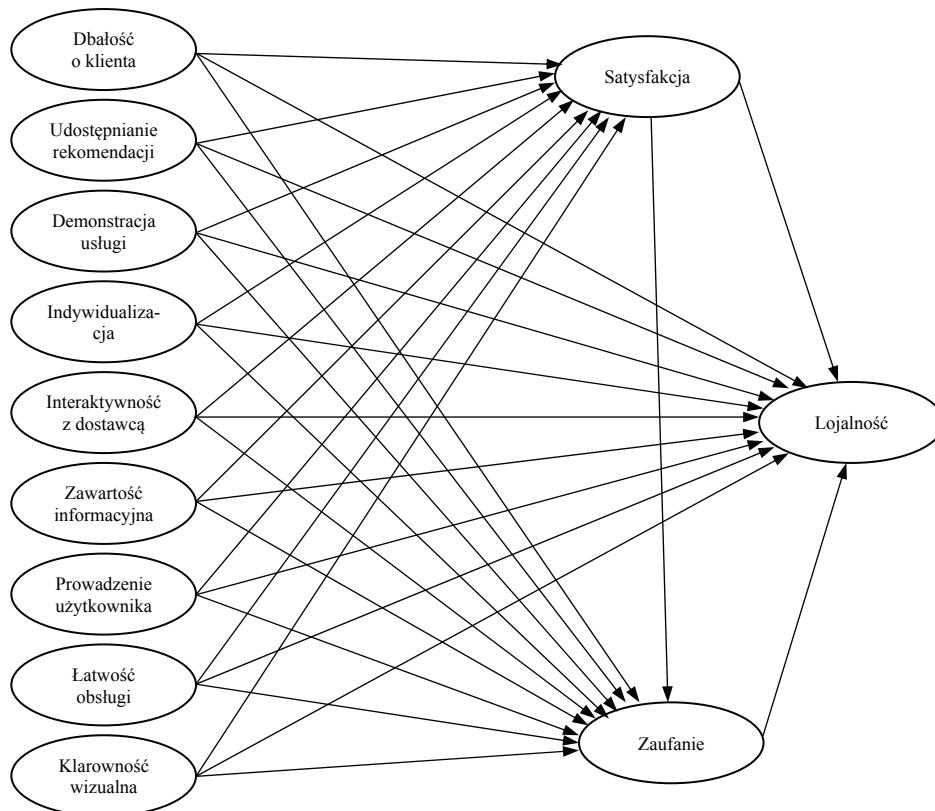 Dbałość
o klienta
Udostępnianie
rekomendacji
Demonstracja
usługi
Indywidualiza-
cja
Interaktywność
z dostawcą
Zawartość
informacyjna
Prowadzenie
użytkownika
Łatwość
obsługi
Klarowność
wizualna
Satysfakcja
Lojalność
Zaufanie